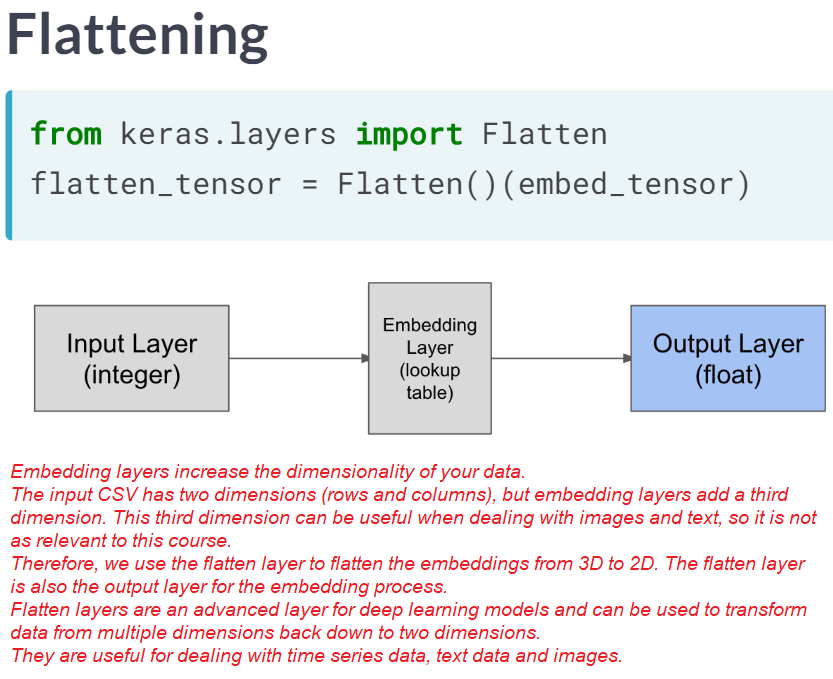 Flattening
from keras.layers import Flatten
flatten_tensor = Flatten()(embed_tensor)
Input Layer
(integer)
Embedding
Layer
(lookup
table)
Output Layer
(float)
Embedding layers increase the dimensionality of your data.
The input CSV has two dimensions (rows and columns), but embedding layers add a third
dimension. This third dimension can be useful when dealing with images and text, so it is not
as relevant to this course.
Therefore, we use the flatten layer to flatten the embeddings from 3D to 2D. The flatten layer
is also the output layer for the embedding process.
Flatten layers are an advanced layer for deep learning models and can be used to transform
data from multiple dimensions back down to two dimensions.
They are useful for dealing with time series data, text data and images.